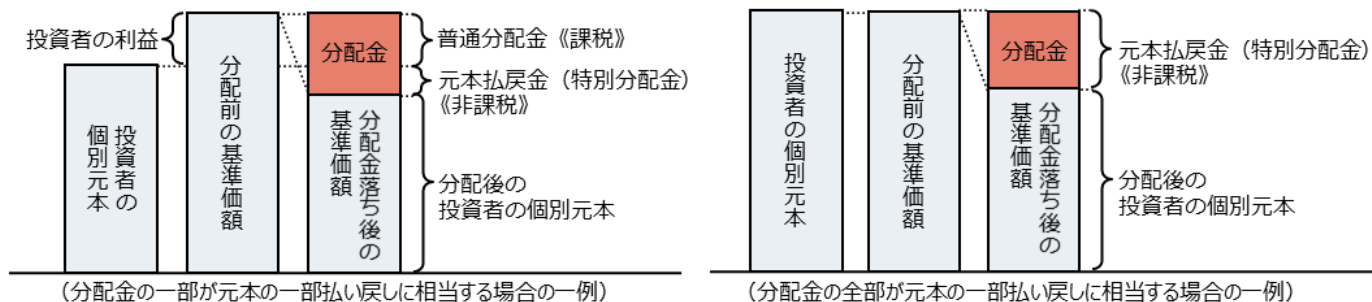 投資者の利益
投資者の
個別元本
分配前の基準価額
分配金
分配金落ち後の
基準価額
普通分配金《課税》
元本払戻金（特別分配金）
《非課税》
分配後の
投資者の個別元本
（分配金の一部が元本の一部払い戻しに相当する場合の一例）
投資者の個別元本
分配前の基準価額
分配金
分配金落ち後の
基準価額
元本払戻金（特別分配金）
《非課税》
分配後の
投資者の個別元本
（分配金の全部が元本の一部払い戻しに相当する場合の一例）